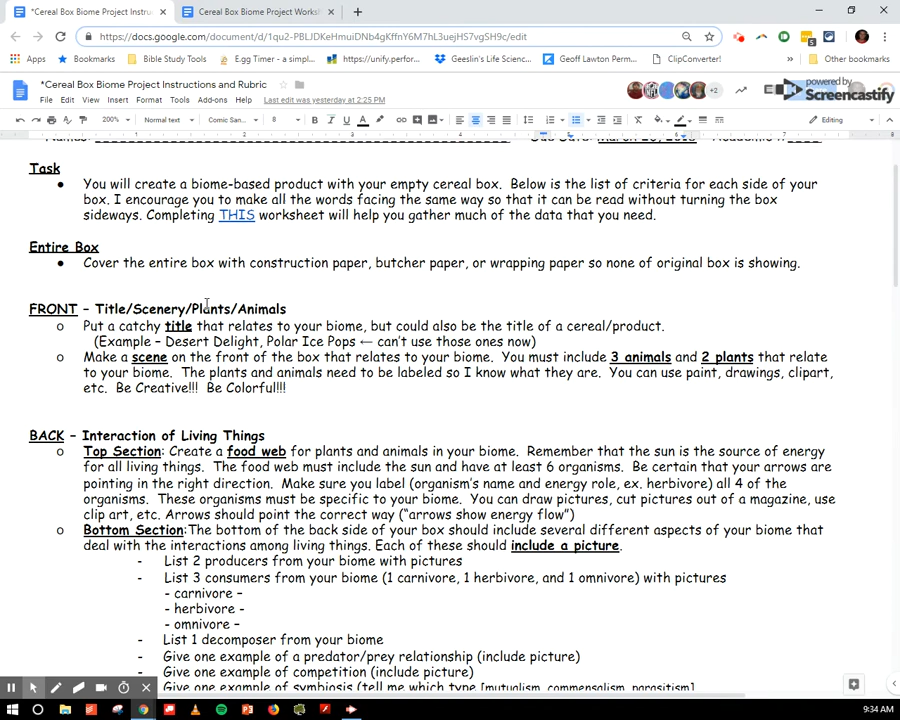 *Cereal Box Biome Project Instru
Cereal Box Biome Project Works
https://docs.google.com/document/d/1qu2-PBLJDKeHmuiDNb4gKffnY6M7hL3uejHS7vgSH9c/edit
Apps Bookmarks Bible Study Tools E.gg Timer - a simpl... https://unify.perfor... Geeslin's Life Scienc... Geoff Lawton Permac... ClipConverter! » Other bookmarks
*Cereal Box Biome Project Instructions and Rubric
powered by
Screencastify
File Edit View Insert Format Tools Add-ons Help Last edit was yesterday at 2:25 PM
+2
200% Normal text Comic San... 8 Editing
Task
● You will create a biome-based product with your empty cereal box. Below is the list of criteria for each side of your
box. I encourage you to make all the words facing the same way so that it can be read without turning the box
sideways. Completing THIS worksheet will help you gather much of the data that you need.
Entire Box
● Cover the entire box with construction paper, butcher paper, or wrapping paper so none of original box is showing.
FRONT – Title/Scenery/Plants/Animals
o Put a catchy title that relates to your biome, but could also be the title of a cereal/product.
(Example – Desert Delight, Polar Ice Pops ← can't use those ones now)
o Make a scene on the front of the box that relates to your biome. You must include 3 animals and 2 plants that relate
to your biome. The plants and animals need to be labeled so I know what they are. You can use paint, drawings, clipart,
etc. Be Creative!!! Be Colorful!!!
BACK – Interaction of Living Things
o Top Section: Create a food web for plants and animals in your biome. Remember that the sun is the source of energy
for all living things. The food web must include the sun and have at least 6 organisms. Be certain that your arrows are
pointing in the right direction. Make sure you label (organism's name and energy role, ex. herbivore) all 4 of the
organisms. These organisms must be specific to your biome. You can draw pictures, cut pictures out of a magazine, use
clip art, etc. Arrows should point the correct way ("arrows show energy flow")
o Bottom Section:The bottom of the back side of your box should include several different aspects of your biome that
deal with the interactions among living things. Each of these should include a picture.
- List 2 producers from your biome with pictures
- List 3 consumers from your biome (1 carnivore, 1 herbivore, and 1 omnivore) with pictures
- carnivore –
- herbivore -
- omnivore –
- List 1 decomposer from your biome
- Give one example of a predator/prey relationship (include picture)
- Give one example of competition (include picture)
- Give one example of symbiosis (tell me which type [mutualism, commensalism, parasitism]
9:34 AM